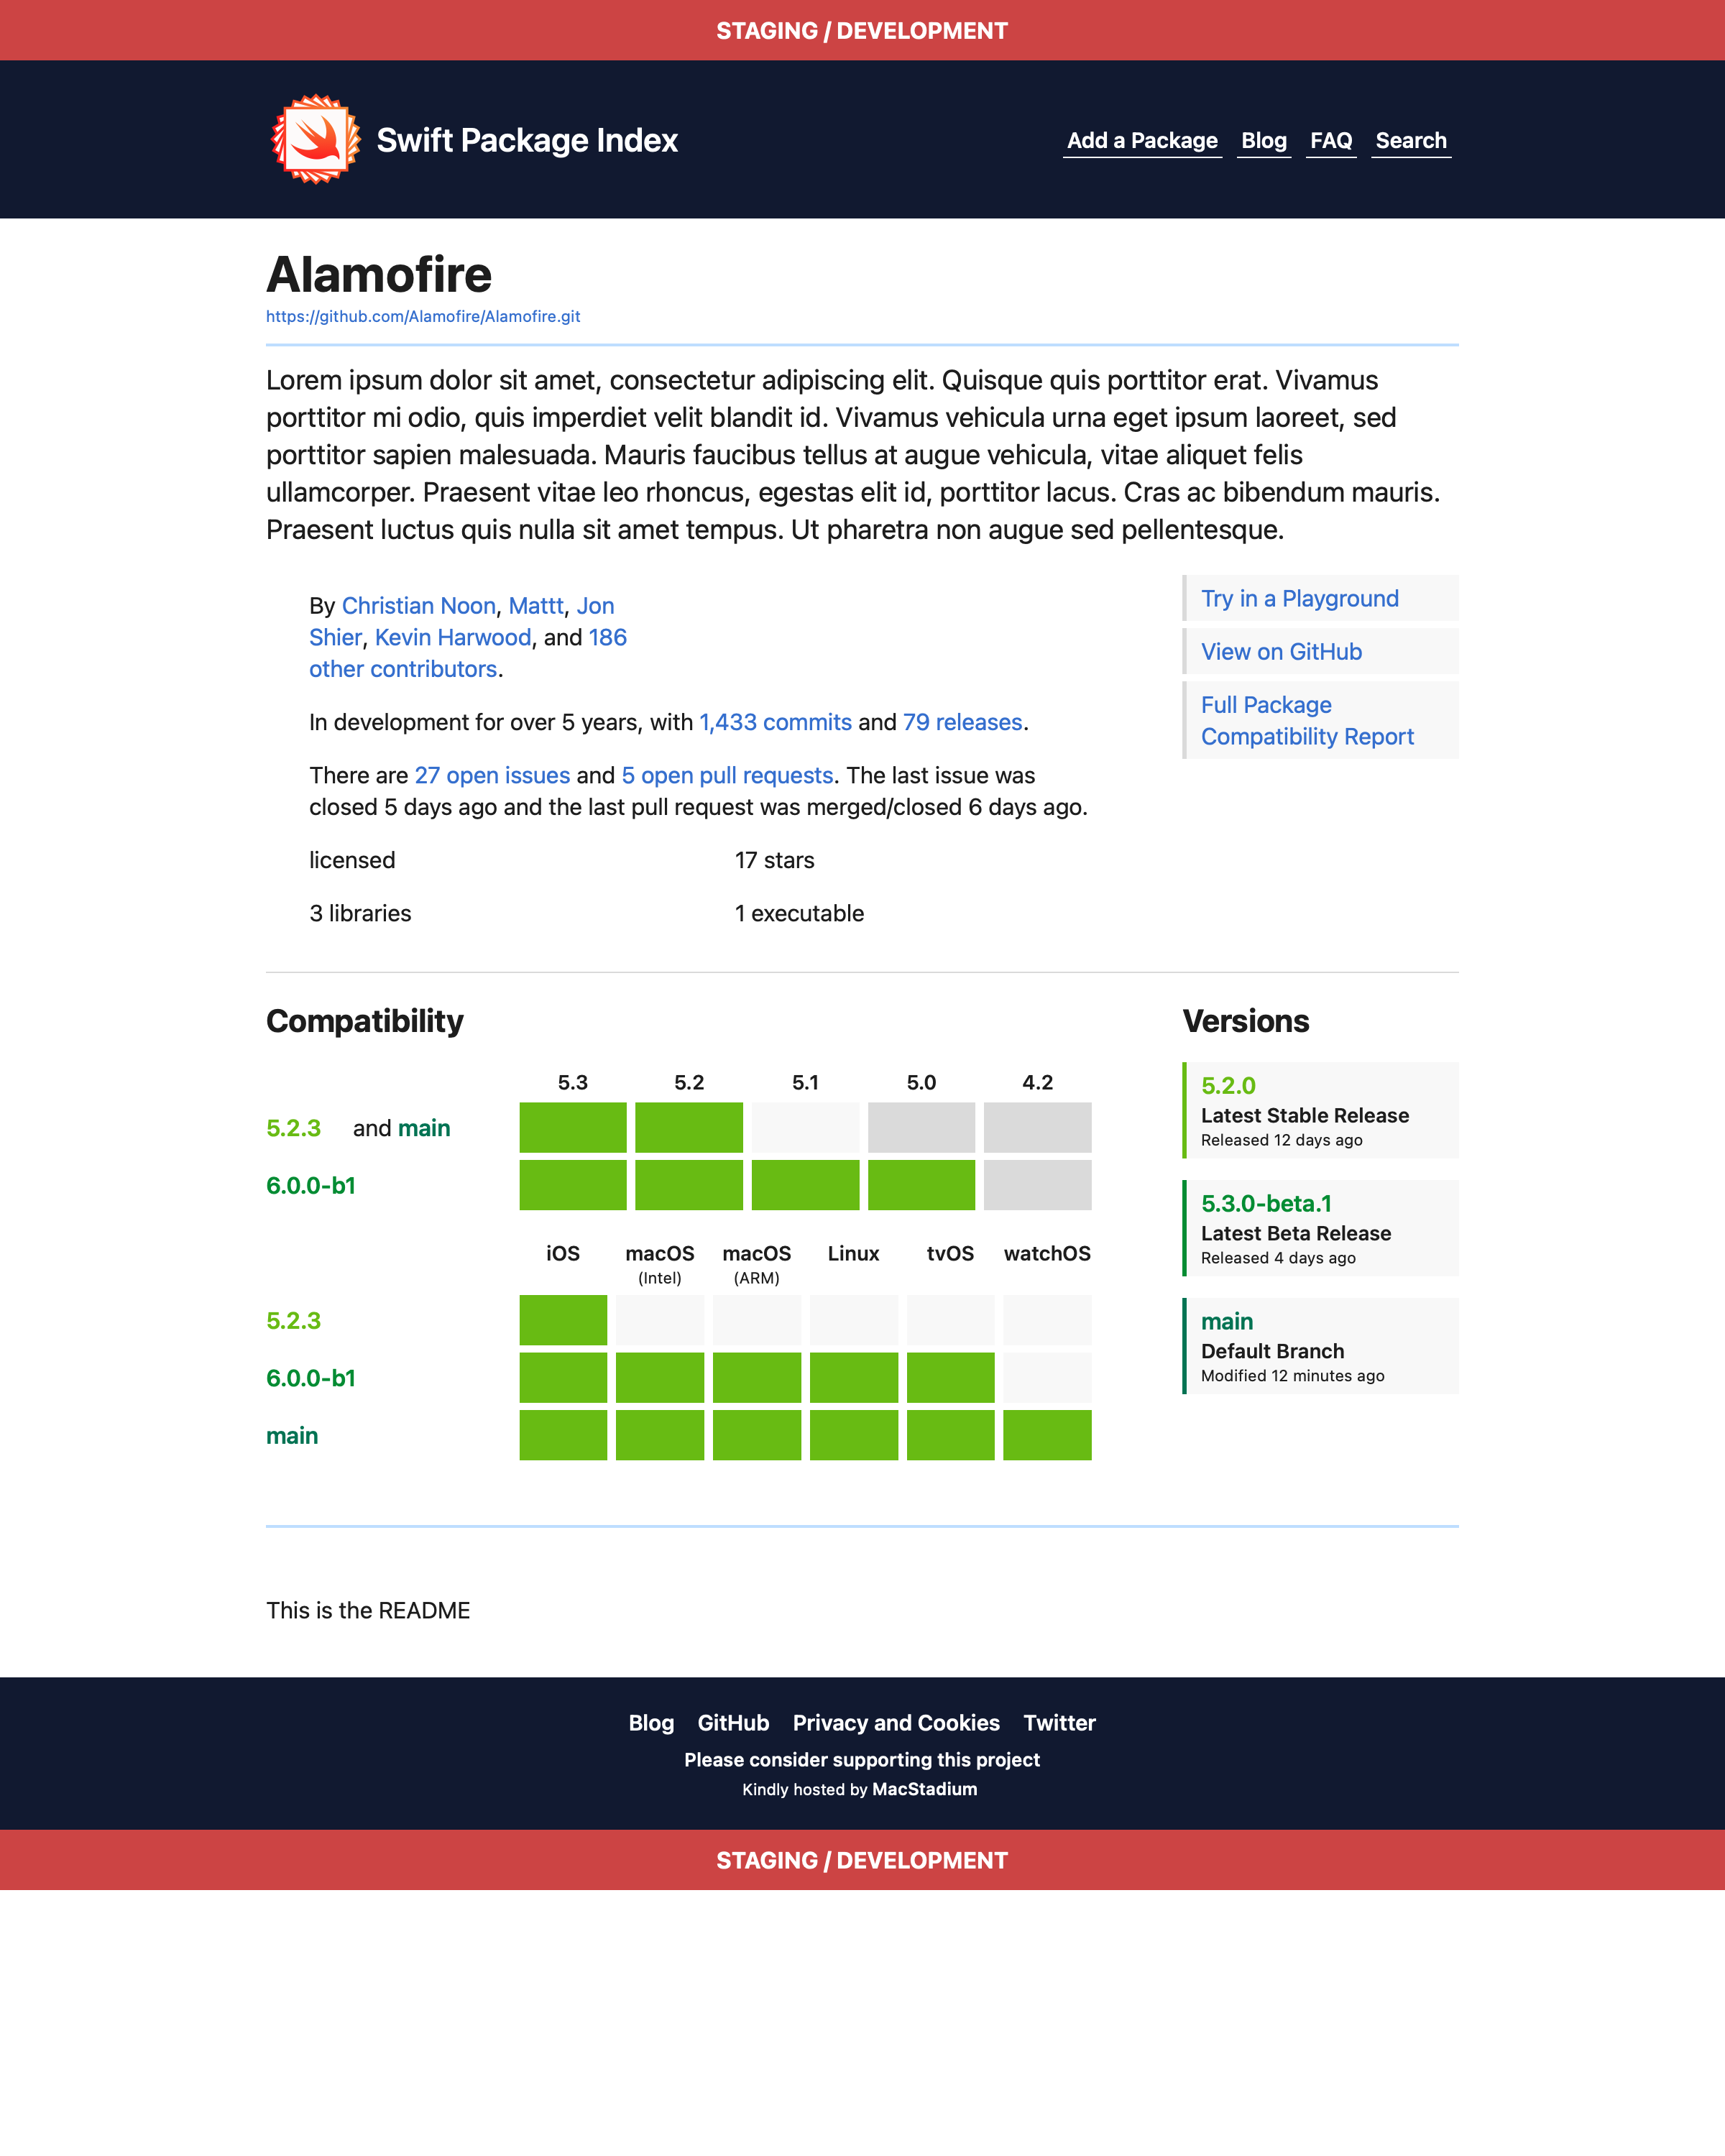 STAGING / DEVELOPMENT
Swift Package Index
Add a Package Blog FAQ Search
Alamofire
https://github.com/Alamofire/Alamofire.git
Lorem ipsum dolor sit amet, consectetur adipiscing elit. Quisque quis porttitor erat. Vivamus
porttitor mi odio, quis imperdiet velit blandit id. Vivamus vehicula urna eget ipsum laoreet, sed
porttitor sapien malesuada. Mauris faucibus tellus at augue vehicula, vitae aliquet felis
ullamcorper. Praesent vitae leo rhoncus, egestas elit id, porttitor lacus. Cras ac bibendum mauris.
Praesent luctus quis nulla sit amet tempus. Ut pharetra non augue sed pellentesque.
By Christian Noon, Mattt, Jon
Shier, Kevin Harwood, and 186
other contributors.
In development for over 5 years, with 1,433 commits and 79 releases.
There are 27 open issues and 5 open pull requests. The last issue was
closed 5 days ago and the last pull request was merged/closed 6 days ago.
licensed 17 stars
3 libraries 1 executable
Try in a Playground
View on GitHub
Full Package
Compatibility Report
Compatibility
5.3 5.2 5.1 5.0 4.2
5.2.3 and main
6.0.0-b1
iOS macOS macOS Linux tvOS watchOS
(Intel) (ARM)
5.2.3
6.0.0-b1
main
Versions
5.2.0
Latest Stable Release
Released 12 days ago
5.3.0-beta.1
Latest Beta Release
Released 4 days ago
main
Default Branch
Modified 12 minutes ago
This is the README
Blog GitHub Privacy and Cookies Twitter
Please consider supporting this project
Kindly hosted by MacStadium
STAGING / DEVELOPMENT